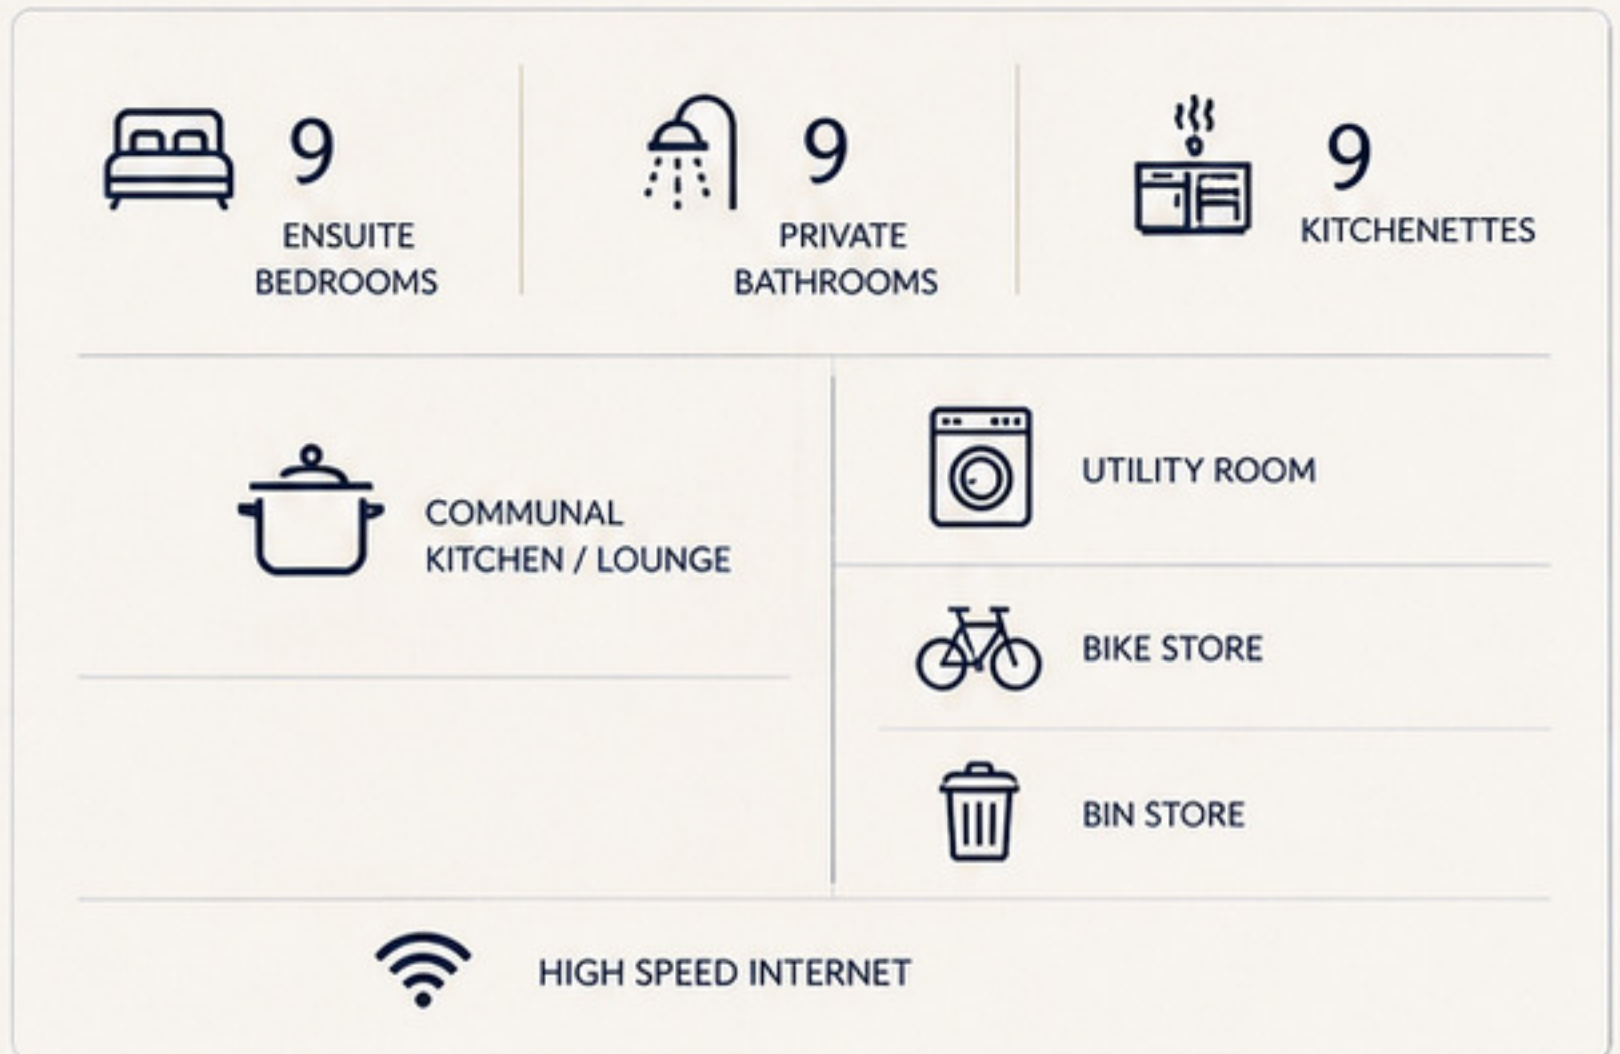 9
ENSUITE
BEDROOMS
9
PRIVATE
BATHROOMS
9
KITCHENETTES
COMMUNAL
KITCHEN / LOUNGE
UTILITY ROOM
BIKE STORE
BIN STORE
HIGH SPEED INTERNET